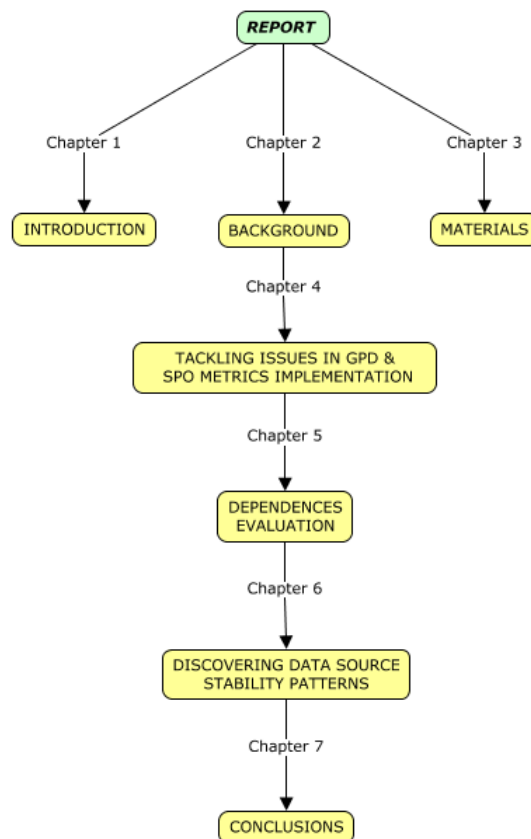 REPORT
Chapter 1
Chapter 2
Chapter 3
INTRODUCTION
BACKGROUND
MATERIALS
Chapter 4
TACKLING ISSUES IN GPD &
SPO METRICS IMPLEMENTATION
Chapter 5
DEPENDENCES
EVALUATION
Chapter 6
DISCOVERING DATA SOURCE
STABILITY PATTERNS
Chapter 7
CONCLUSIONS